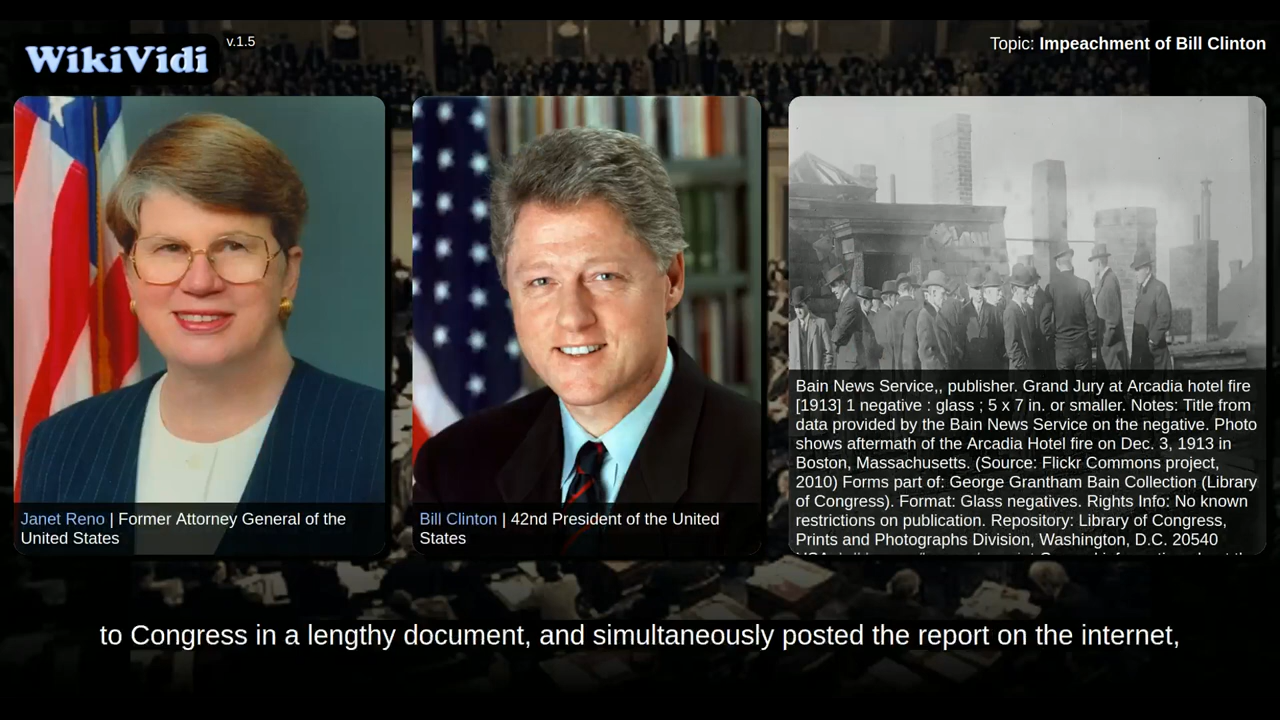 WikiVidi
v.1.5
Topic: Impeachment of Bill Clinton
Janet Reno | Former Attorney General of the
United States
Bill Clinton | 42nd President of the United
States
Bain News Service,, publisher. Grand Jury at Arcadia hotel fire
[1913] 1 negative : glass ; 5 x 7 in. or smaller. Notes: Title from
data provided by the Bain News Service on the negative. Photo
shows aftermath of the Arcadia Hotel fire on Dec. 3, 1913 in
Boston, Massachusetts. (Source: Flickr Commons project,
2010) Forms part of: George Grantham Bain Collection (Library
of Congress). Format: Glass negatives. Rights Info: No known
restrictions on publication. Repository: Library of Congress,
Prints and Photographs Division, Washington, D.C. 20540
to Congress in a lengthy document, and simultaneously posted the report on the internet,